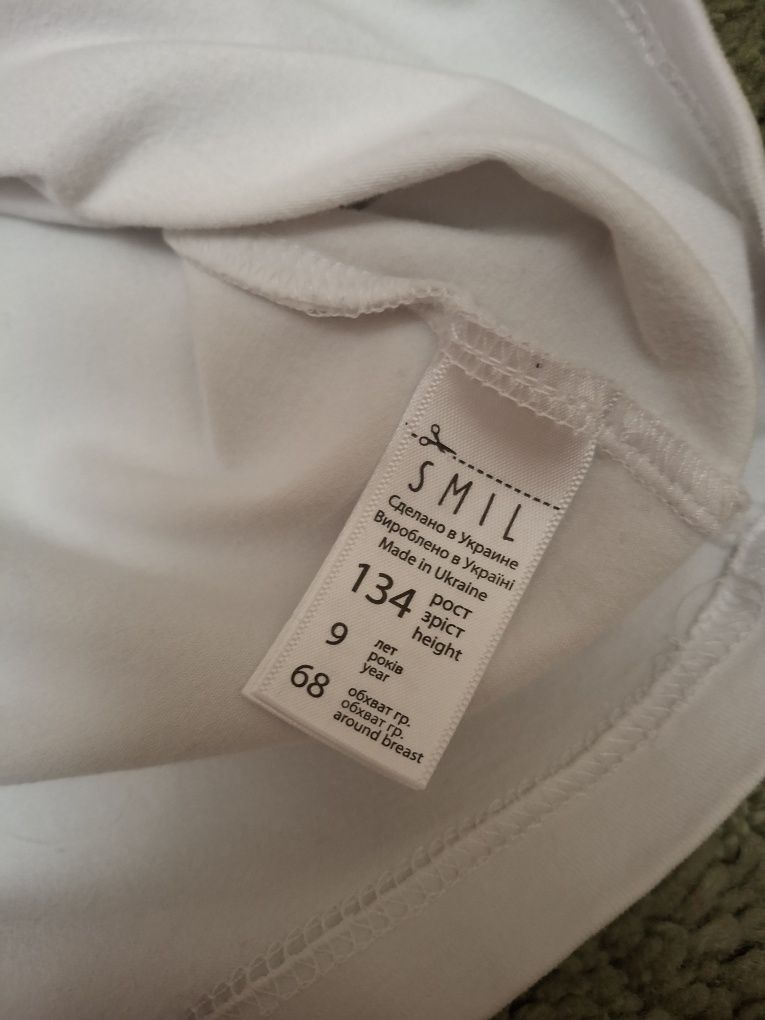 SMIL
Сделано в Украине
Вироблено в Україні
Made in Ukraine
134 рост
зріст
height
9 лет
років
year
68 обхват гр.
обхват гр.
around breast